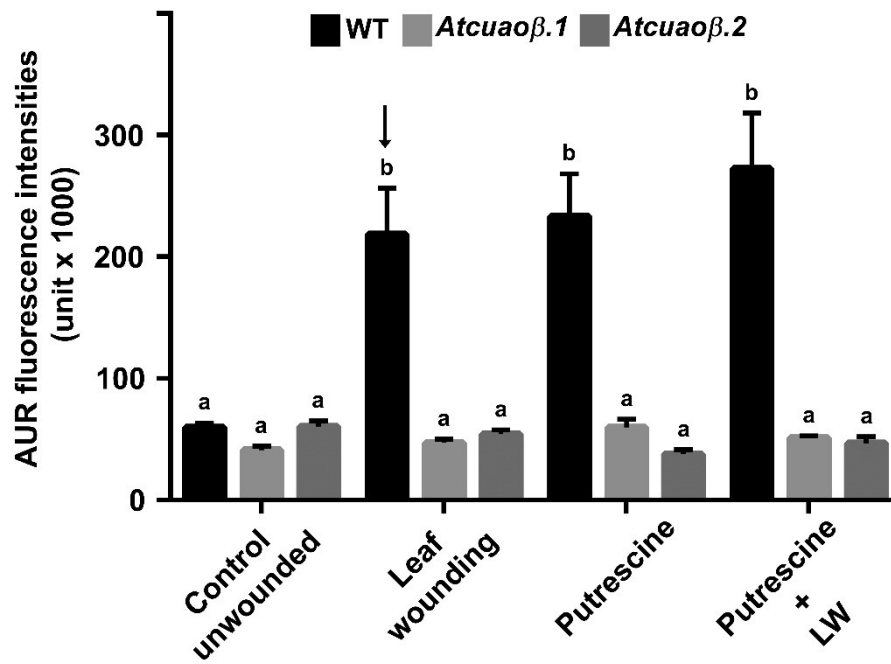 WT Atcuaoβ.1 Atcuaoβ.2
AUR fluorescence intensities
(unit x 1000)
300
200
100
0
a a a
b a a
b a a
b a a
Control
unwounded
Leaf
wounding
Putrescine
Putrescine
+
LW